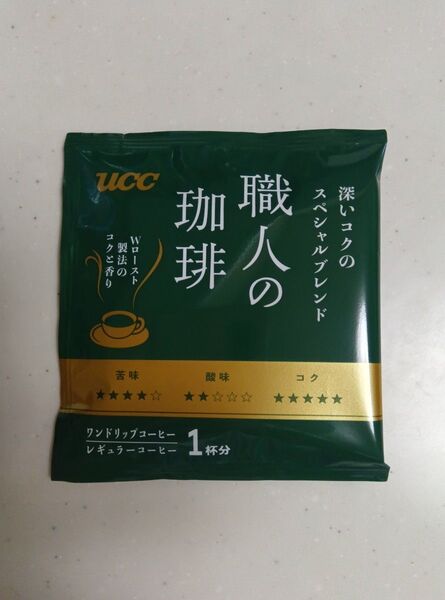 UCC
職人の
珈琲
深いコクの
スペシャルブレンド
Wロースト
製法の
コクと香り
苦味 酸味 コク
★★★★☆ ★★☆☆☆ ★★★★★
ワンドリップコーヒー
レギュラーコーヒー
1杯分